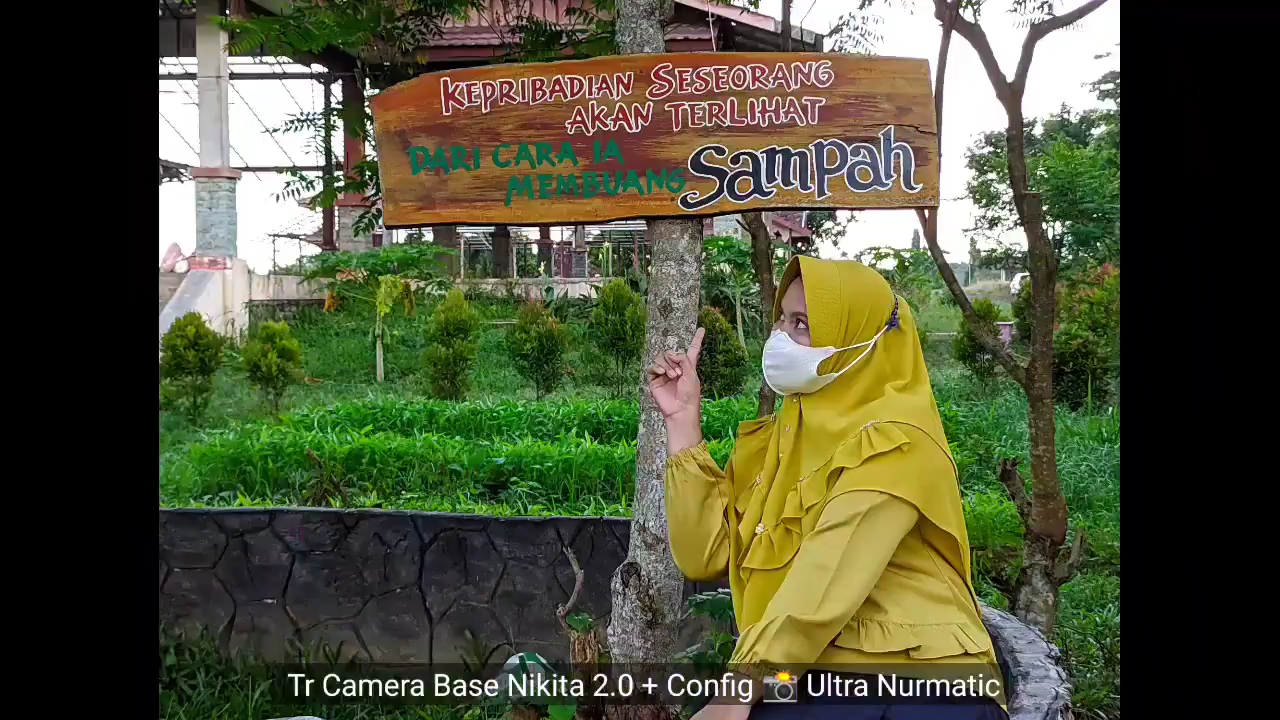 KEPRIBADIAN SESEORANG
AKAN TERLIHAT
DARI CARA IA
MEMBUANG Sampah
Tr Camera Base Nikita 2.0 + Config 📸 Ultra Nurmatic